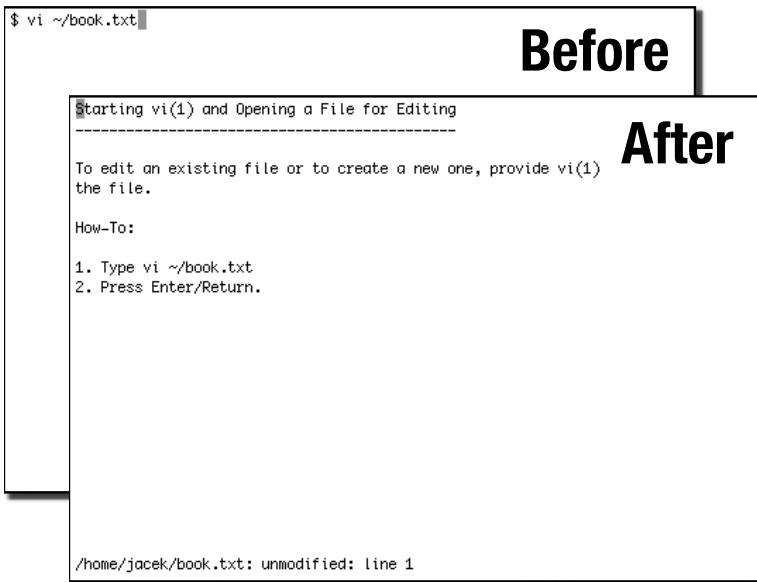 $ vi ~/book.txt
Before
Starting vi(1) and Opening a File for Editing
---------------------------------------------
After
To edit an existing file or to create a new one, provide vi(1)
the file.
How-To:
1. Type vi ~/book.txt
2. Press Enter/Return.
/home/jacek/book.txt: unmodified: line 1